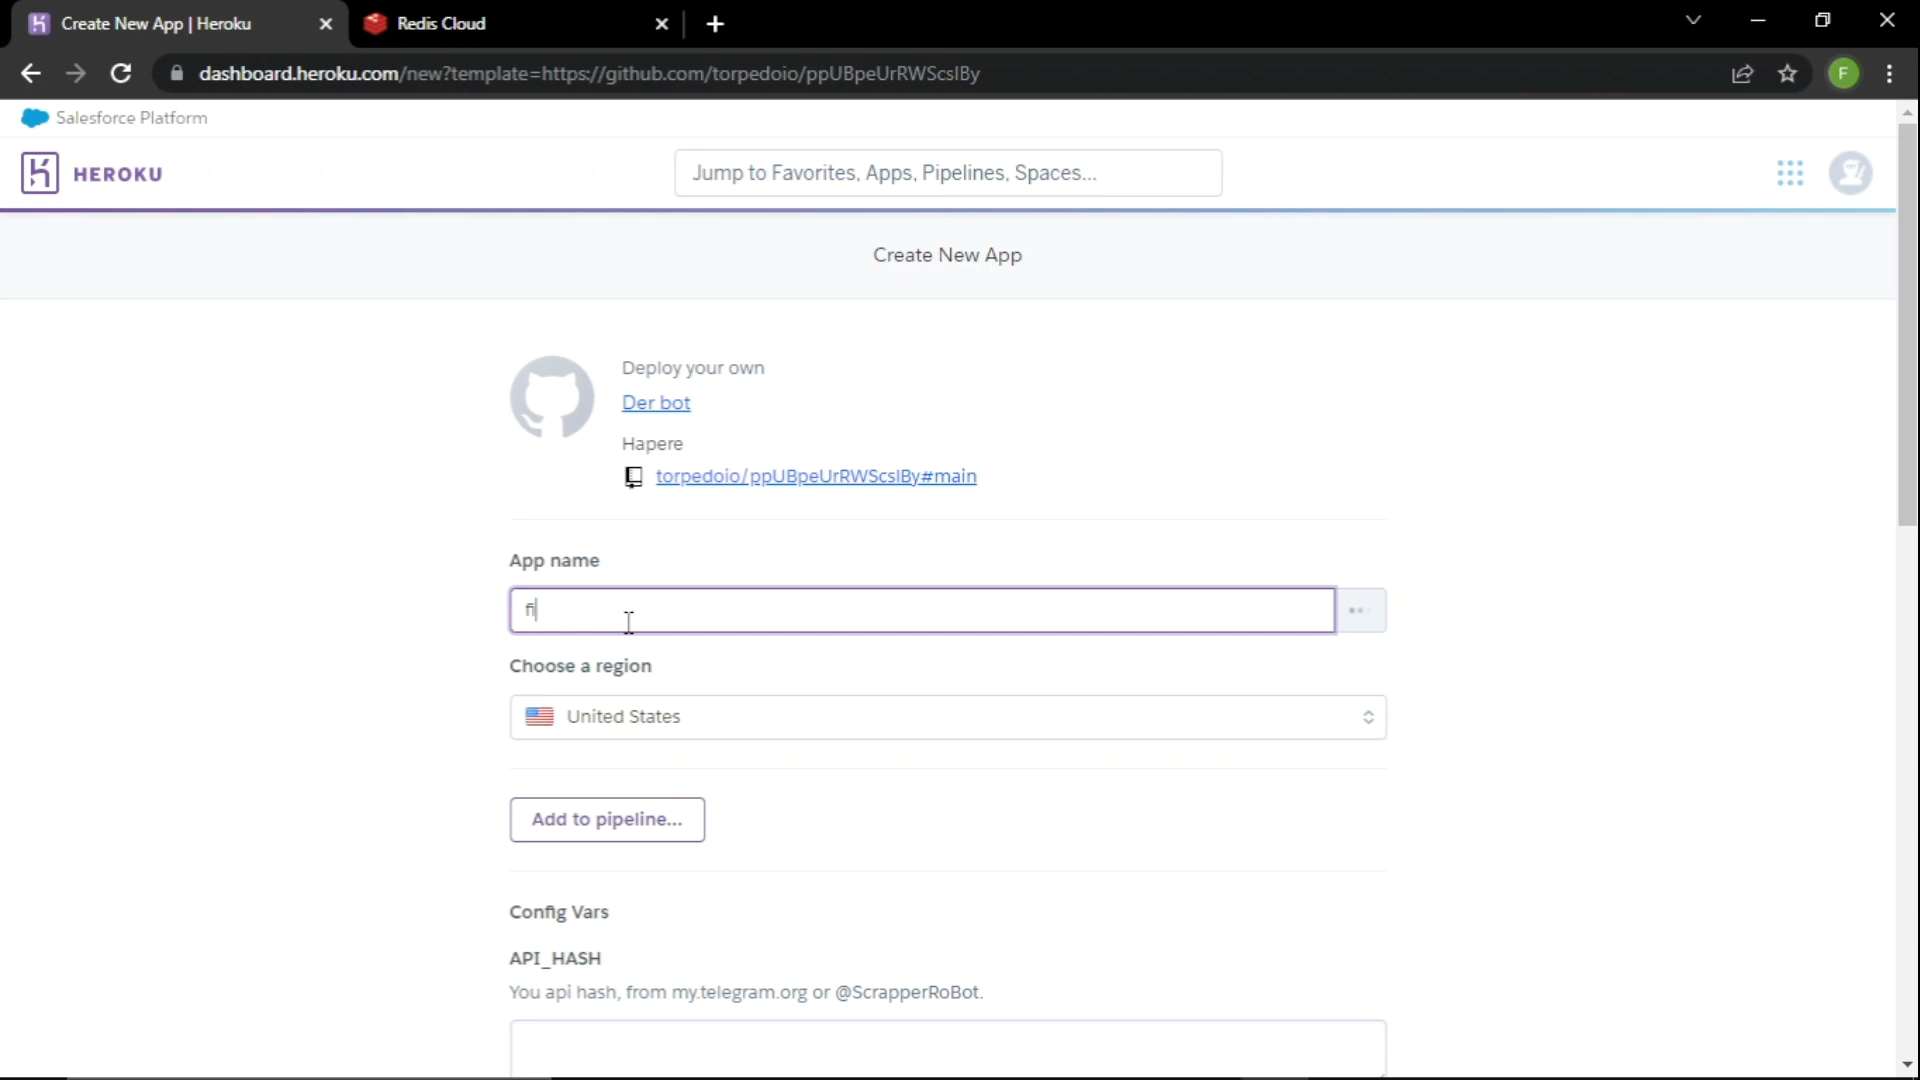 Create New App | Heroku
Redis Cloud
dashboard.heroku.com/new?template=https://github.com/torpedoio/ppUBpeUrRWScslBy
F
Salesforce Platform
HEROKU
Jump to Favorites, Apps, Pipelines, Spaces...
Create New App
Deploy your own
Der bot
Hapere
torpedoio/ppUBpeUrRWScslBy#main
App name
fi
Choose a region
United States
Add to pipeline...
Config Vars
API_HASH
You api hash, from my.telegram.org or @ScrapperRoBot.